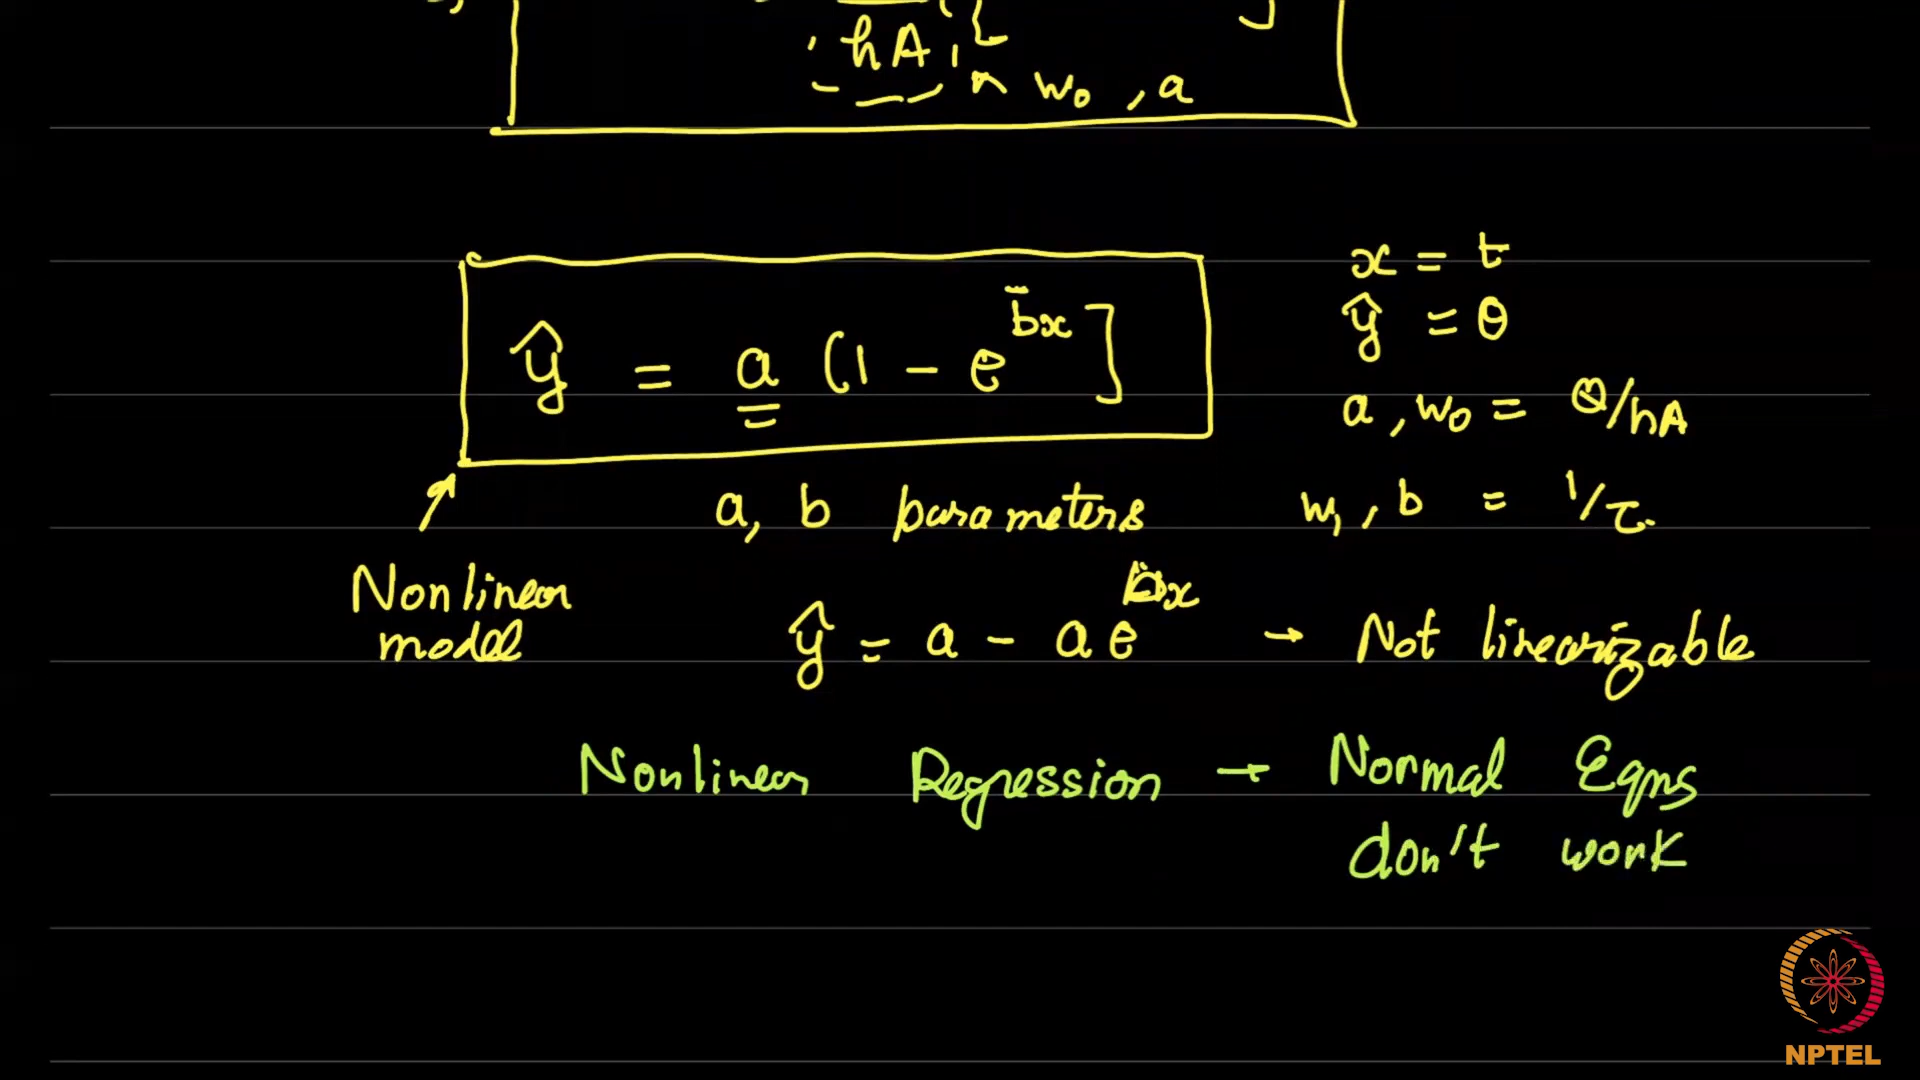 hA
w₀, a
ŷ = a (1 - e^{-bx}]
x = t
ŷ = θ
a, w₀ = Q/hA
a, b parameters
w₁, b = 1/τ
Nonlinear
model
ŷ = a - a e^{bx} → Not linearizable
Nonlinear Regression → Normal Eqns
don't work
NPTEL